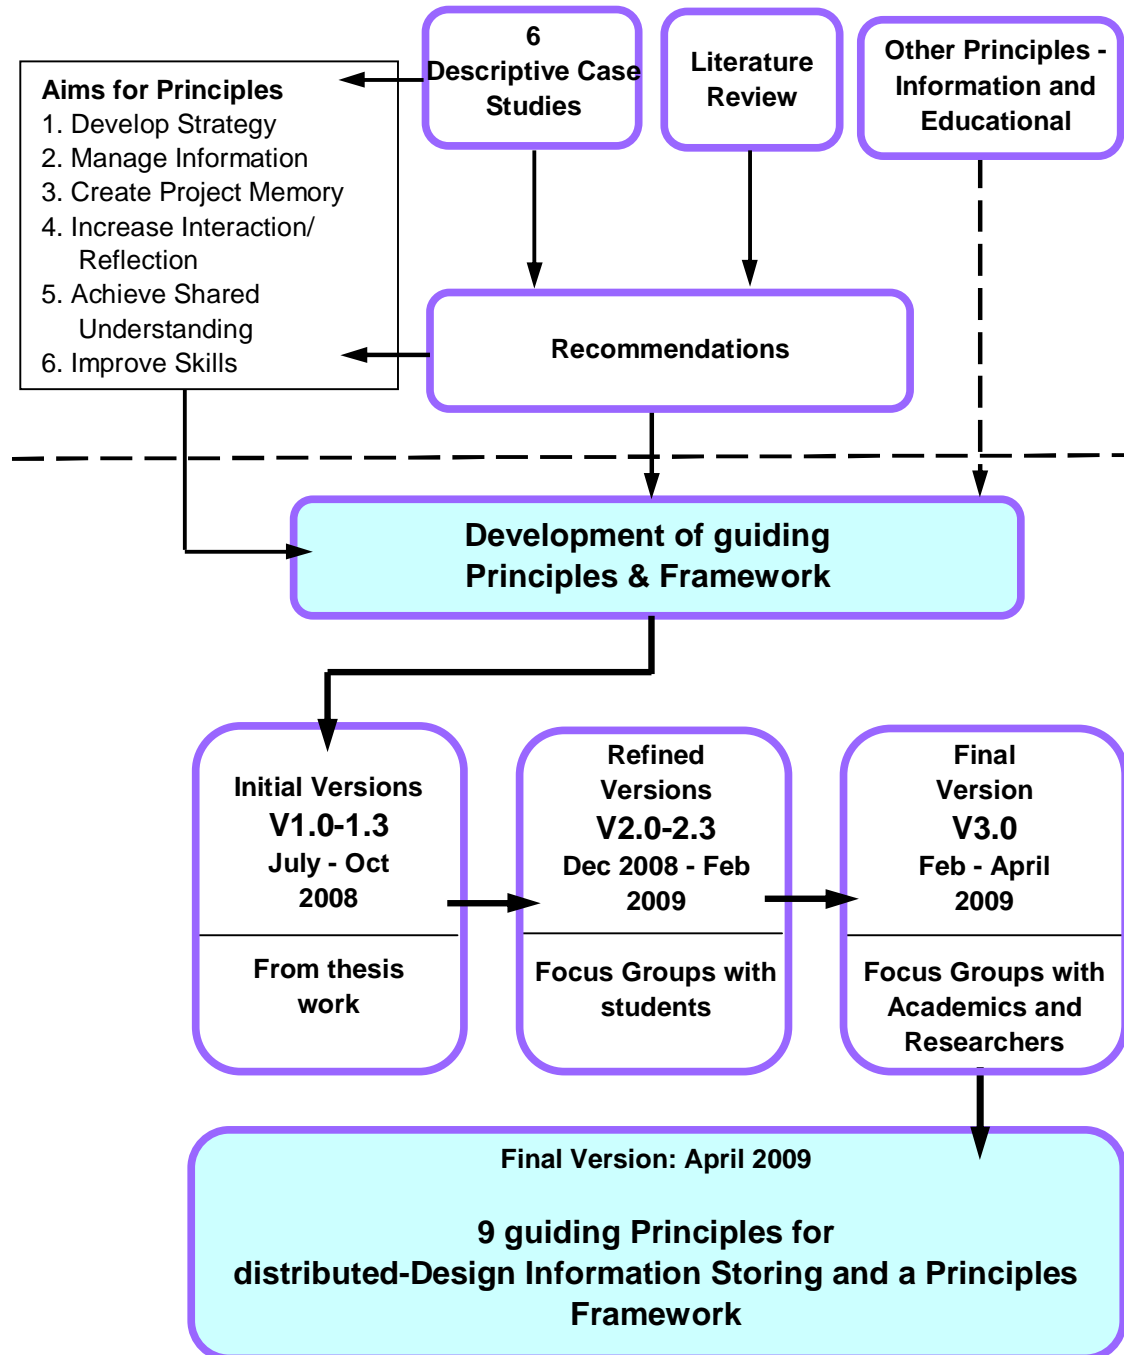 6
Descriptive Case
Studies
Literature
Review
Other Principles -
Information and
Educational
Aims for Principles
1. Develop Strategy
2. Manage Information
3. Create Project Memory
4. Increase Interaction/
Reflection
5. Achieve Shared
Understanding
6. Improve Skills
Recommendations
Development of guiding
Principles & Framework
Initial Versions
V1.0-1.3
July - Oct
2008
From thesis
work
Refined
Versions
V2.0-2.3
Dec 2008 - Feb
2009
Focus Groups with
students
Final
Version
V3.0
Feb - April
2009
Focus Groups with
Academics and
Researchers
Final Version: April 2009
9 guiding Principles for
distributed-Design Information Storing and a Principles
Framework